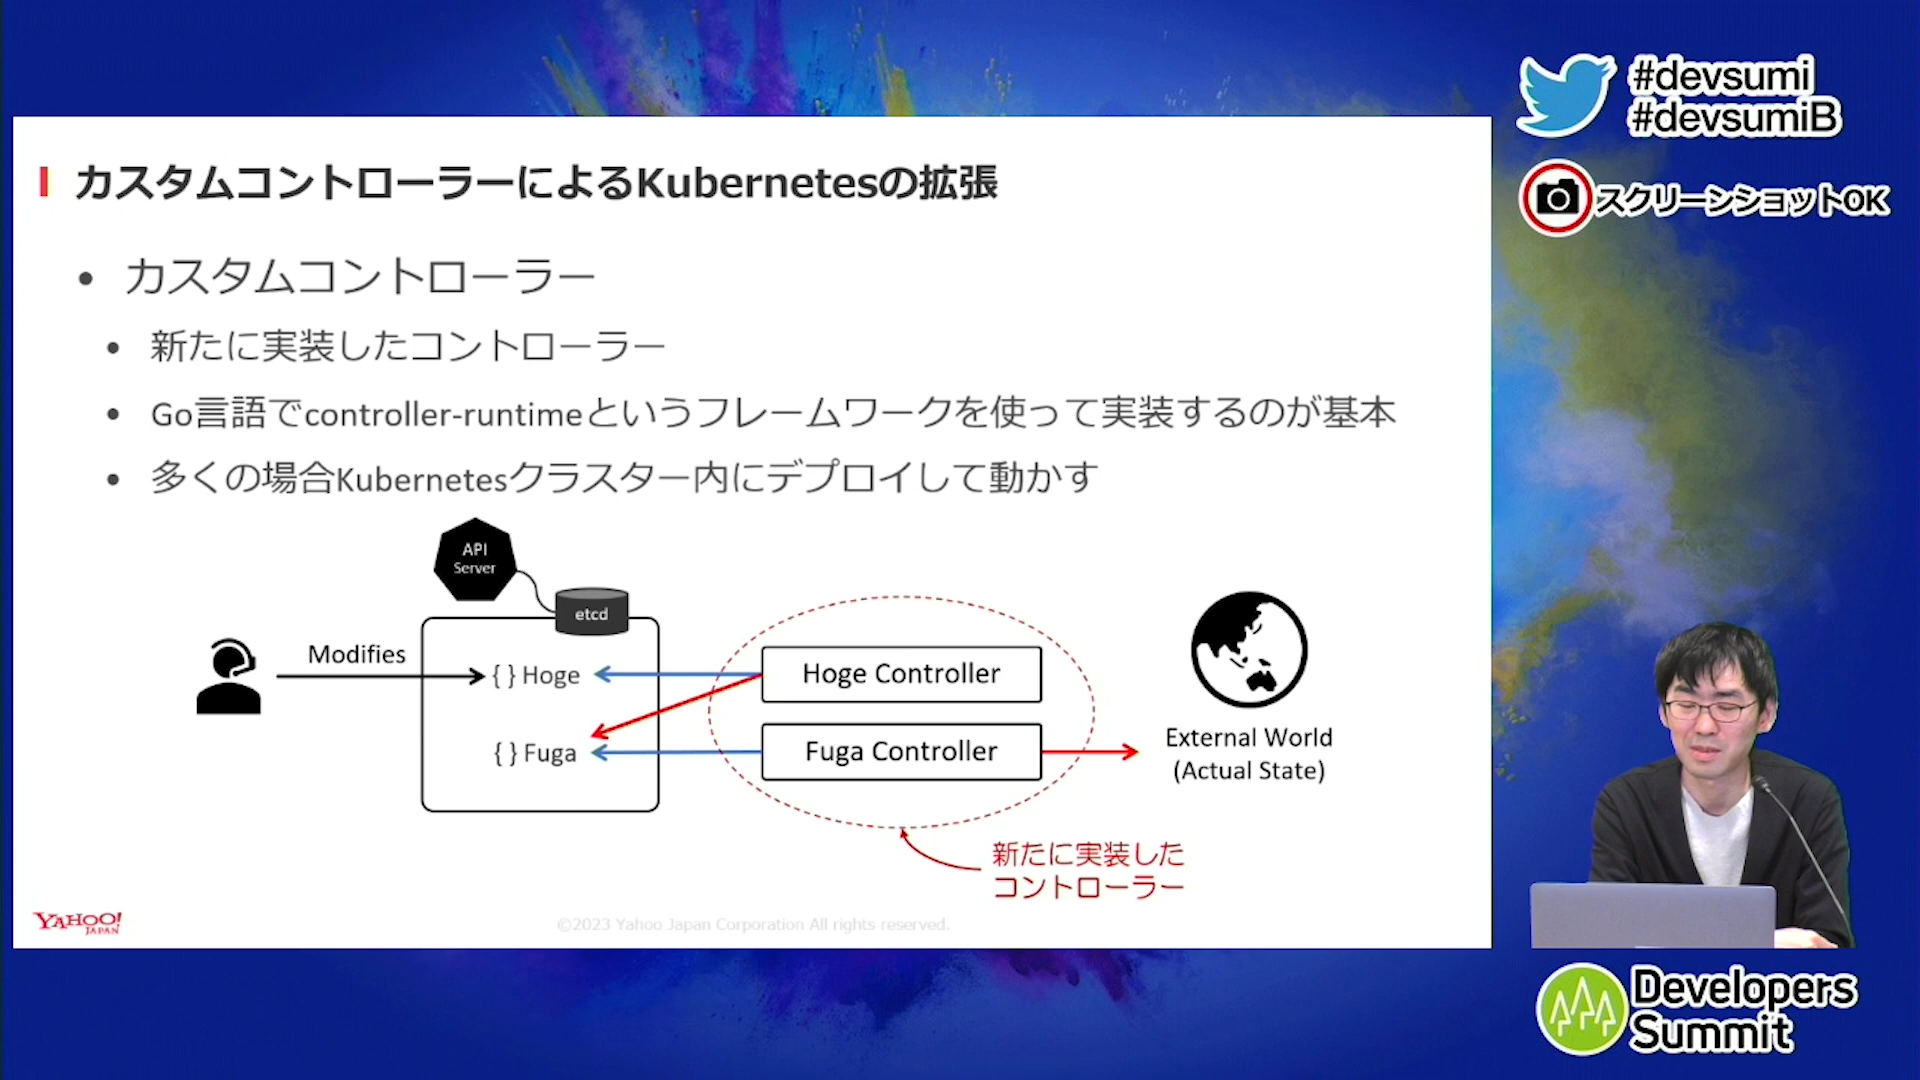 #devsumi
#devsumiB
スクリーンショットOK
カスタムコントローラーによるKubernetesの拡張
• カスタムコントローラー
• 新たに実装したコントローラー
• Go言語でcontroller-runtimeというフレームワークを使って実装するのが基本
• 多くの場合Kubernetesクラスター内にデプロイして動かす
API
Server
etcd
Modifies
{ } Hoge
{ } Fuga
Hoge Controller
Fuga Controller
External World
(Actual State)
新たに実装した
コントローラー
YAHOO!
JAPAN
©2023 Yahoo Japan Corporation All rights reserved.
Developers
Summit